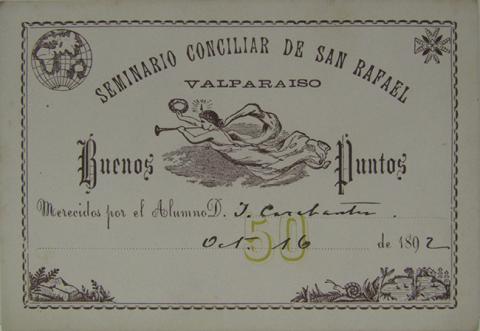 SEMINARIO CONCILIAR DE SAN RAFAEL
VALPARAISO
Buenos Puntos
Merecidos por el Alumno D. J.
50
Oct. 16 de 1892